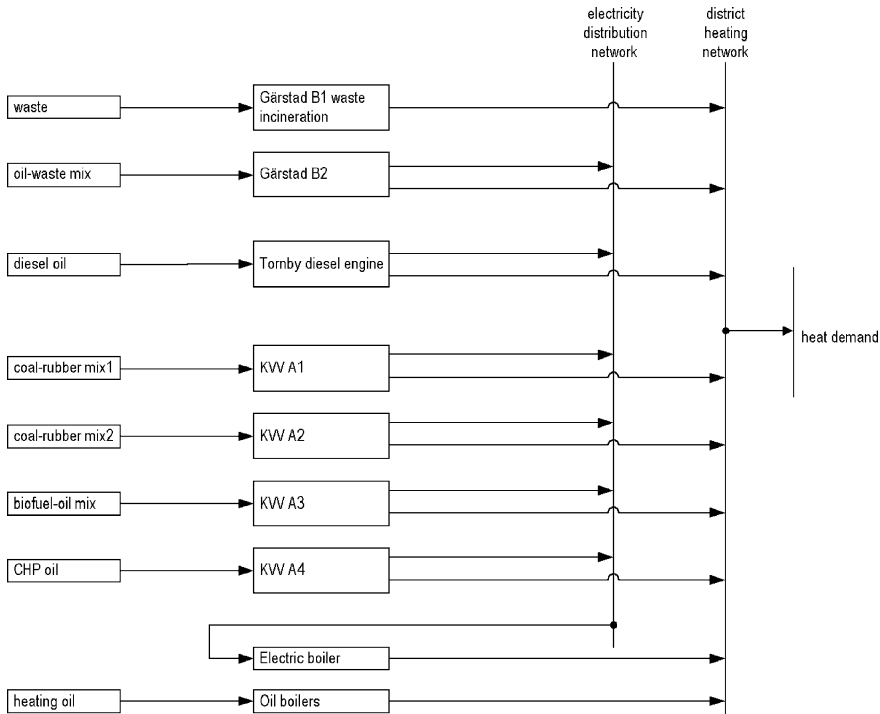 electricity
distribution
network
district
heating
network
waste
Gärstad B1 waste
incineration
oil-waste mix
Gärstad B2
diesel oil
Tornby diesel engine
heat demand
coal-rubber mix1
KVV A1
coal-rubber mix2
KVV A2
biofuel-oil mix
KVV A3
CHP oil
KVV A4
Electric boiler
heating oil
Oil boilers